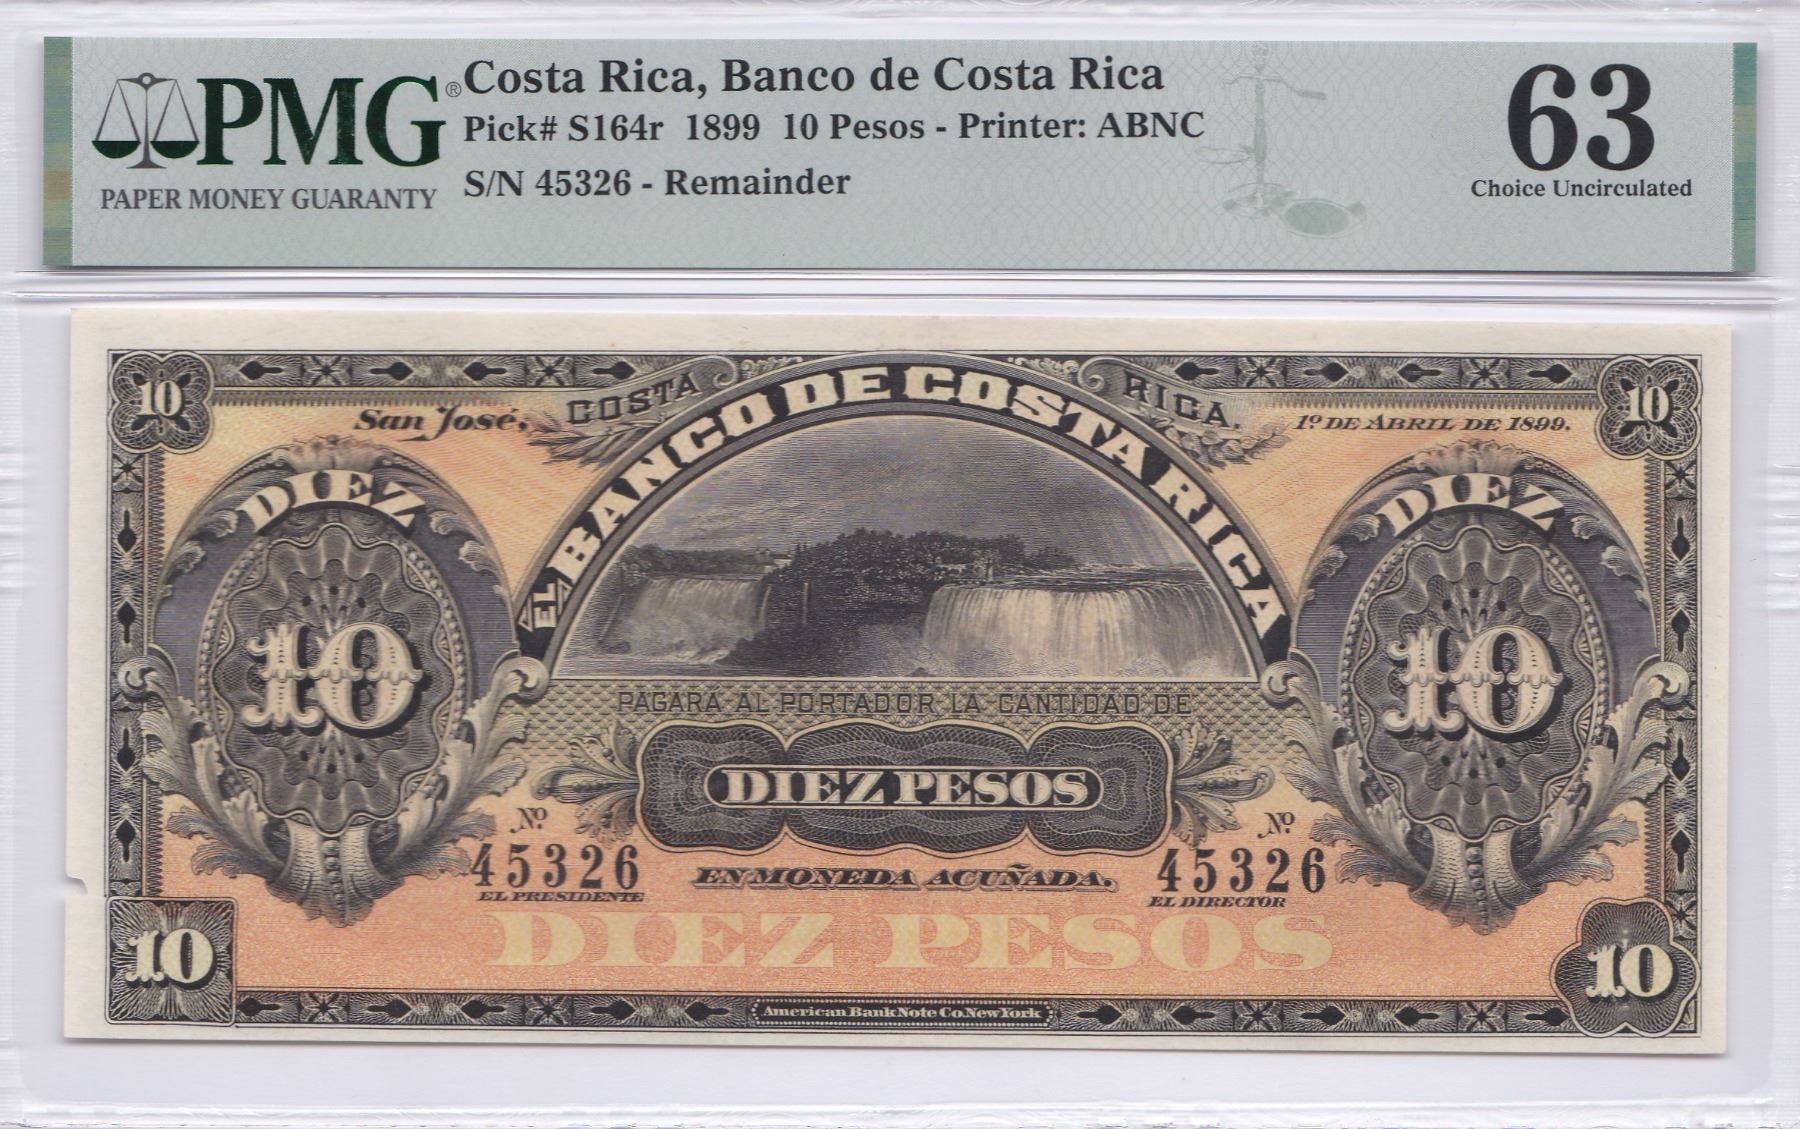 PMG®
PAPER MONEY GUARANTY
Costa Rica, Banco de Costa Rica
Pick# S164r 1899 10 Pesos - Printer: ABNC
S/N 45326 - Remainder
63
Choice Uncirculated
10
10
San José,
COSTA RICA.
1º DE ABRIL DE 1899.
EL BANCO DE COSTA RICA
DIEZ
DIEZ
10
10
PAGARÁ AL PORTADOR LA CANTIDAD DE
DIEZ PESOS
Nº
Nº
45326
45326
EN MONEDA ACUÑADA.
EL PRESIDENTE
EL DIRECTOR
DIEZ PESOS
10
10
American Bank Note Co. New York